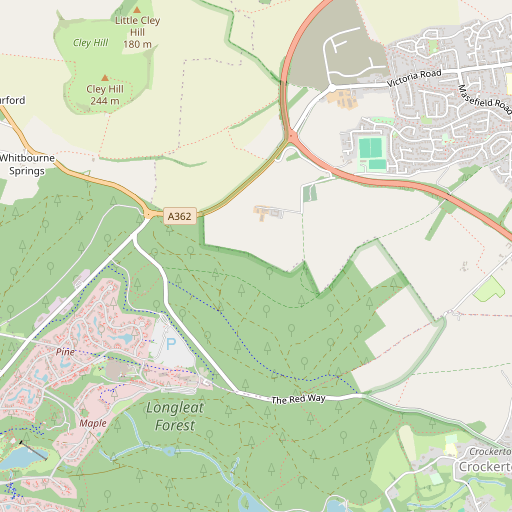 Little Cley
Hill
180 m
Cley Hill
Cley Hill
244 m
Victoria Road
Masefield Road
urford
Whitbourne
Springs
A362
P
Pine
The Red Way
Longleat
Forest
Maple
Crockerto
Crockerto